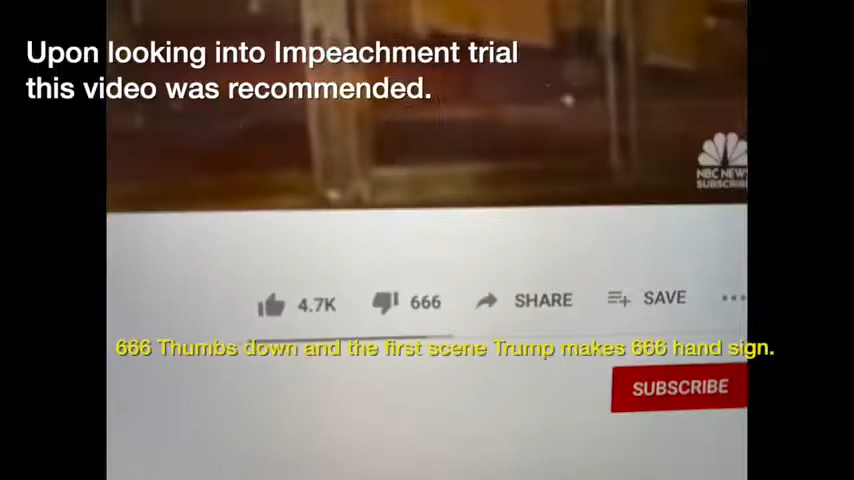 Upon looking into Impeachment trial
this video was recommended.
NBC NEWS
SUBSCRIBE
4.7K 666 SHARE SAVE
666 Thumbs down and the first scene Trump makes 666 hand sign.
SUBSCRIBE